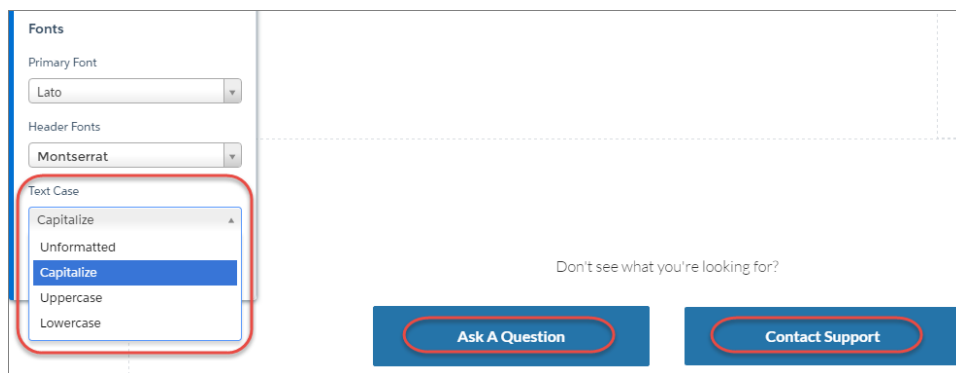 Fonts
Primary Font
Lato
Header Fonts
Montserrat
Text Case
Capitalize
Unformatted
Capitalize
Uppercase
Lowercase
Don't see what you're looking for?
Ask A Question
Contact Support